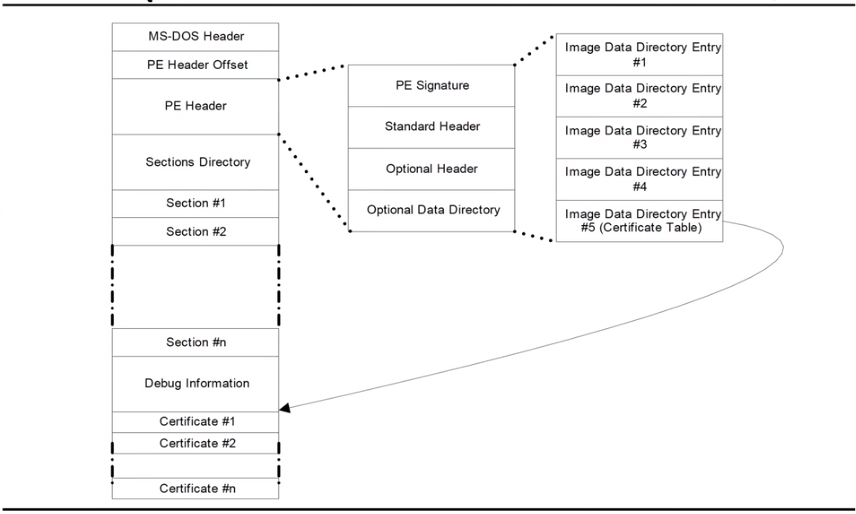 MS-DOS Header
PE Header Offset
PE Header
Sections Directory
Section #1
Section #2
Section #n
Debug Information
Certificate #1
Certificate #2
Certificate #n
PE Signature
Standard Header
Optional Header
Optional Data Directory
Image Data Directory Entry
#1
Image Data Directory Entry
#2
Image Data Directory Entry
#3
Image Data Directory Entry
#4
Image Data Directory Entry
#5 (Certificate Table)